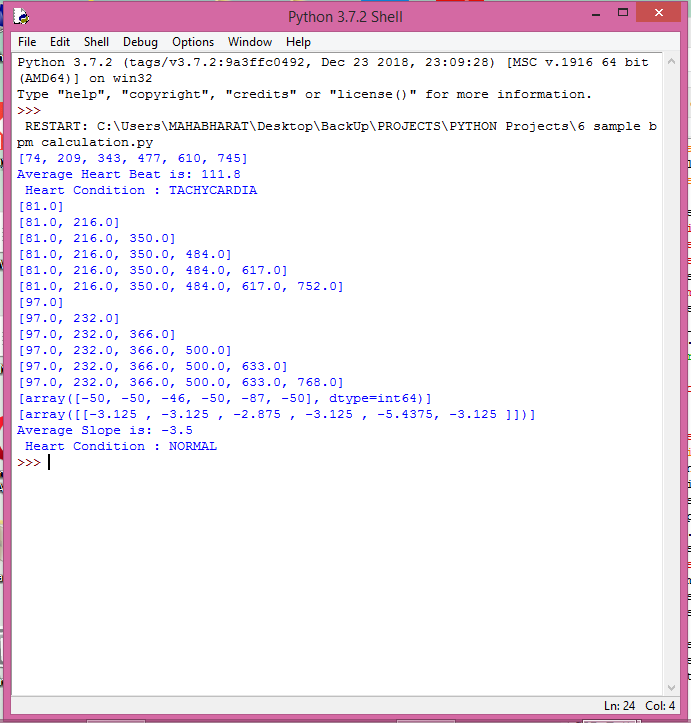 Python 3.7.2 Shell
File Edit Shell Debug Options Window Help
Python 3.7.2 (tags/v3.7.2:9a3ffc0492, Dec 23 2018, 23:09:28) [MSC v.1916 64 bit
(AMD64)] on win32
Type "help", "copyright", "credits" or "license()" for more information.
>>>
RESTART: C:\Users\MAHABHARAT\Desktop\BackUp\PROJECTS\PYTHON Projects\6 sample b
pm calculation.py
[74, 209, 343, 477, 610, 745]
Average Heart Beat is: 111.8
Heart Condition : TACHYCARDIA
[81.0]
[81.0, 216.0]
[81.0, 216.0, 350.0]
[81.0, 216.0, 350.0, 484.0]
[81.0, 216.0, 350.0, 484.0, 617.0]
[81.0, 216.0, 350.0, 484.0, 617.0, 752.0]
[97.0]
[97.0, 232.0]
[97.0, 232.0, 366.0]
[97.0, 232.0, 366.0, 500.0]
[97.0, 232.0, 366.0, 500.0, 633.0]
[97.0, 232.0, 366.0, 500.0, 633.0, 768.0]
[array([-50, -50, -46, -50, -87, -50], dtype=int64)]
[array([[-3.125 , -3.125 , -2.875 , -3.125 , -5.4375, -3.125 ]])]
Average Slope is: -3.5
Heart Condition : NORMAL
>>>
Ln: 24 Col: 4